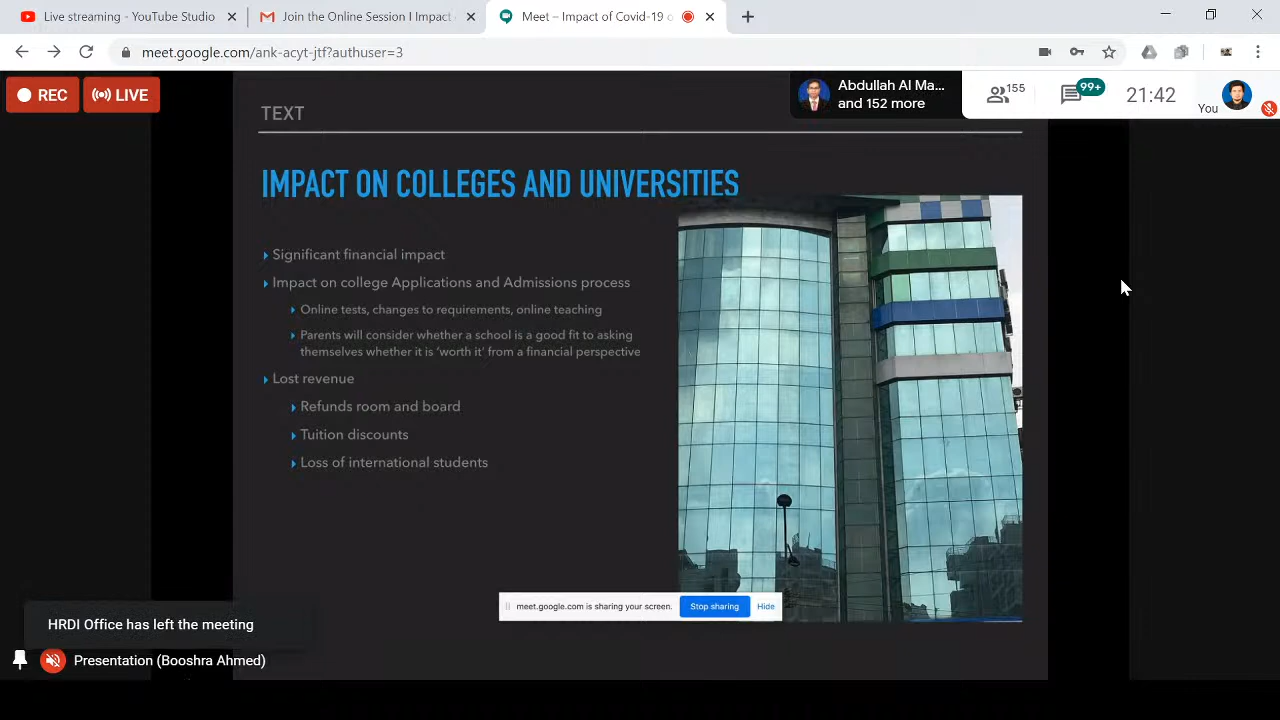 Live streaming - YouTube Studio
Join the Online Session I Impact
Meet – Impact of Covid-19 o
meet.google.com/ank-acyt-jtf?authuser=3
REC
LIVE
Abdullah Al Ma...
and 152 more
155
99+
21:42
You
TEXT
IMPACT ON COLLEGES AND UNIVERSITIES
Significant financial impact
Impact on college Applications and Admissions process
Online tests, changes to requirements, online teaching
Parents will consider whether a school is a good fit to asking
themselves whether it is ‘worth it’ from a financial perspective
Lost revenue
Refunds room and board
Tuition discounts
Loss of international students
meet.google.com is sharing your screen.
Stop sharing
Hide
HRDI Office has left the meeting
Presentation (Booshra Ahmed)